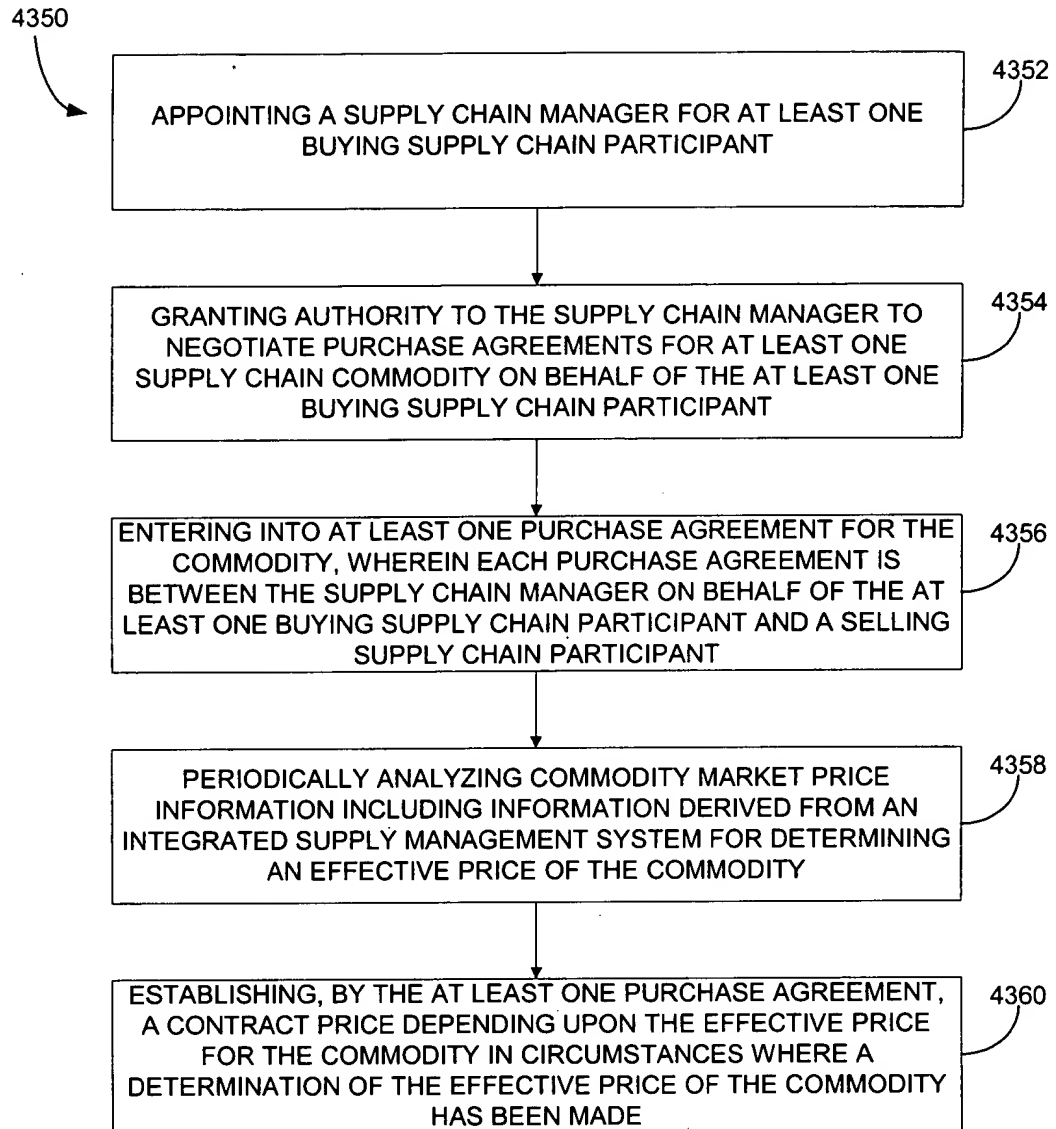 4350
4352
APPOINTING A SUPPLY CHAIN MANAGER FOR AT LEAST ONE
BUYING SUPPLY CHAIN PARTICIPANT
4354
GRANTING AUTHORITY TO THE SUPPLY CHAIN MANAGER TO
NEGOTIATE PURCHASE AGREEMENTS FOR AT LEAST ONE
SUPPLY CHAIN COMMODITY ON BEHALF OF THE AT LEAST ONE
BUYING SUPPLY CHAIN PARTICIPANT
4356
ENTERING INTO AT LEAST ONE PURCHASE AGREEMENT FOR THE
COMMODITY, WHEREIN EACH PURCHASE AGREEMENT IS
BETWEEN THE SUPPLY CHAIN MANAGER ON BEHALF OF THE AT
LEAST ONE BUYING SUPPLY CHAIN PARTICIPANT AND A SELLING
SUPPLY CHAIN PARTICIPANT
4358
PERIODICALLY ANALYZING COMMODITY MARKET PRICE
INFORMATION INCLUDING INFORMATION DERIVED FROM AN
INTEGRATED SUPPLY MANAGEMENT SYSTEM FOR DETERMINING
AN EFFECTIVE PRICE OF THE COMMODITY
4360
ESTABLISHING, BY THE AT LEAST ONE PURCHASE AGREEMENT,
A CONTRACT PRICE DEPENDING UPON THE EFFECTIVE PRICE
FOR THE COMMODITY IN CIRCUMSTANCES WHERE A
DETERMINATION OF THE EFFECTIVE PRICE OF THE COMMODITY
HAS BEEN MADE